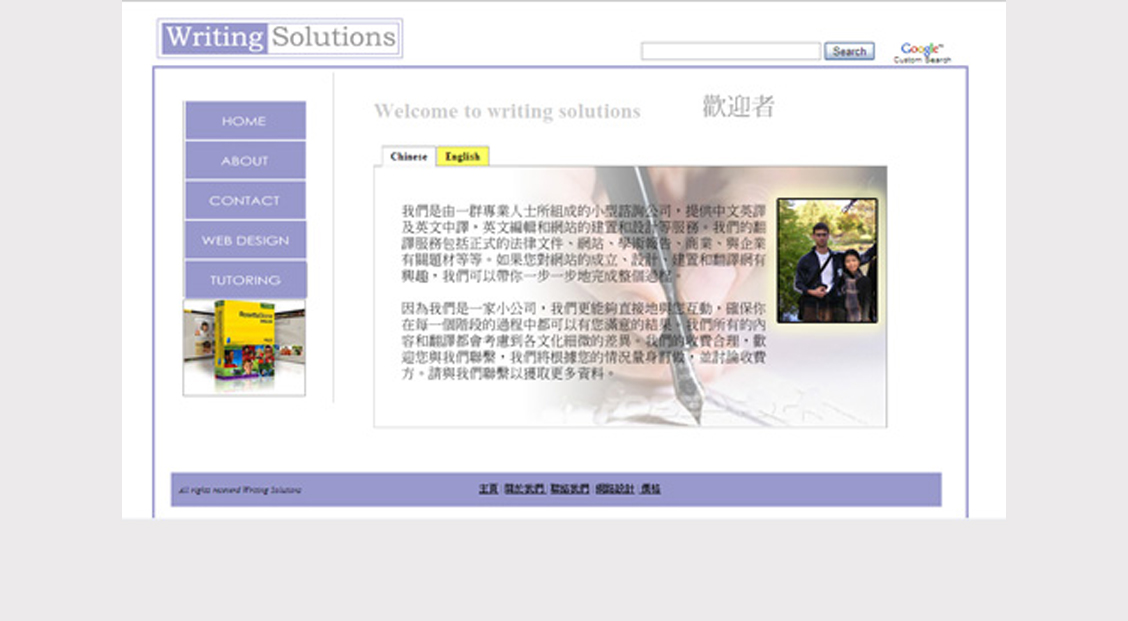 Writing Solutions
Search
Google™
Custom Search
HOME
ABOUT
CONTACT
WEB DESIGN
TUTORING
Welcome to writing solutions 歡迎者
Chinese English
我們是由一群專業人士所組成的小型諮詢公司，提供中文英譯
及英文中譯，英文編輯和網站的建置和設計等服務。我們的翻
譯服務包括正式的法律文件、網站、學術報告、商業、與企業
有關題材等等。如果您對網站的成立、設計，建置和翻譯網有
興趣，我們可以帶你一步一步地完成整個過程。
因為我們是一家小公司，我們更能夠直接地與您互動，確保你
在每一個階段的過程中都可以有您滿意的結果。我們所有的內
容和翻譯都會考慮到各文化細微的差異。我們的收費合理，歡
迎您與我們聯繫，我們將根據您的情況量身訂做，並討論收費
方。請與我們聯繫以獲取更多資料。
All rights reserved Writing Solutions
主頁 | 關於我們 | 聯絡我們 | 網路設計 | 價格